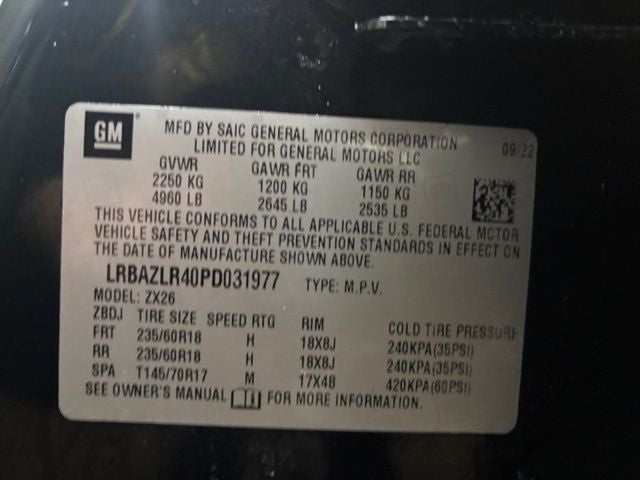 GM
MFD BY SAIC GENERAL MOTORS CORPORATION
LIMITED FOR GENERAL MOTORS LLC
09/22
GVWR GAWR FRT GAWR RR
2250 KG 1200 KG 1150 KG
4960 LB 2645 LB 2535 LB
THIS VEHICLE CONFORMS TO ALL APPLICABLE U.S. FEDERAL MOTOR
VEHICLE SAFETY AND THEFT PREVENTION STANDARDS IN EFFECT ON
THE DATE OF MANUFACTURE SHOWN ABOVE.
LRBAZLR40PD031977 TYPE: M.P.V.
MODEL: ZX26
ZBDJ TIRE SIZE SPEED RTG RIM COLD TIRE PRESSURE
FRT 235/60R18 H 18X8J 240KPA(35PSI)
RR 235/60R18 H 18X8J 240KPA(35PSI)
SPA T145/70R17 M 17X4B 420KPA(60PSI)
SEE OWNER'S MANUAL FOR MORE INFORMATION